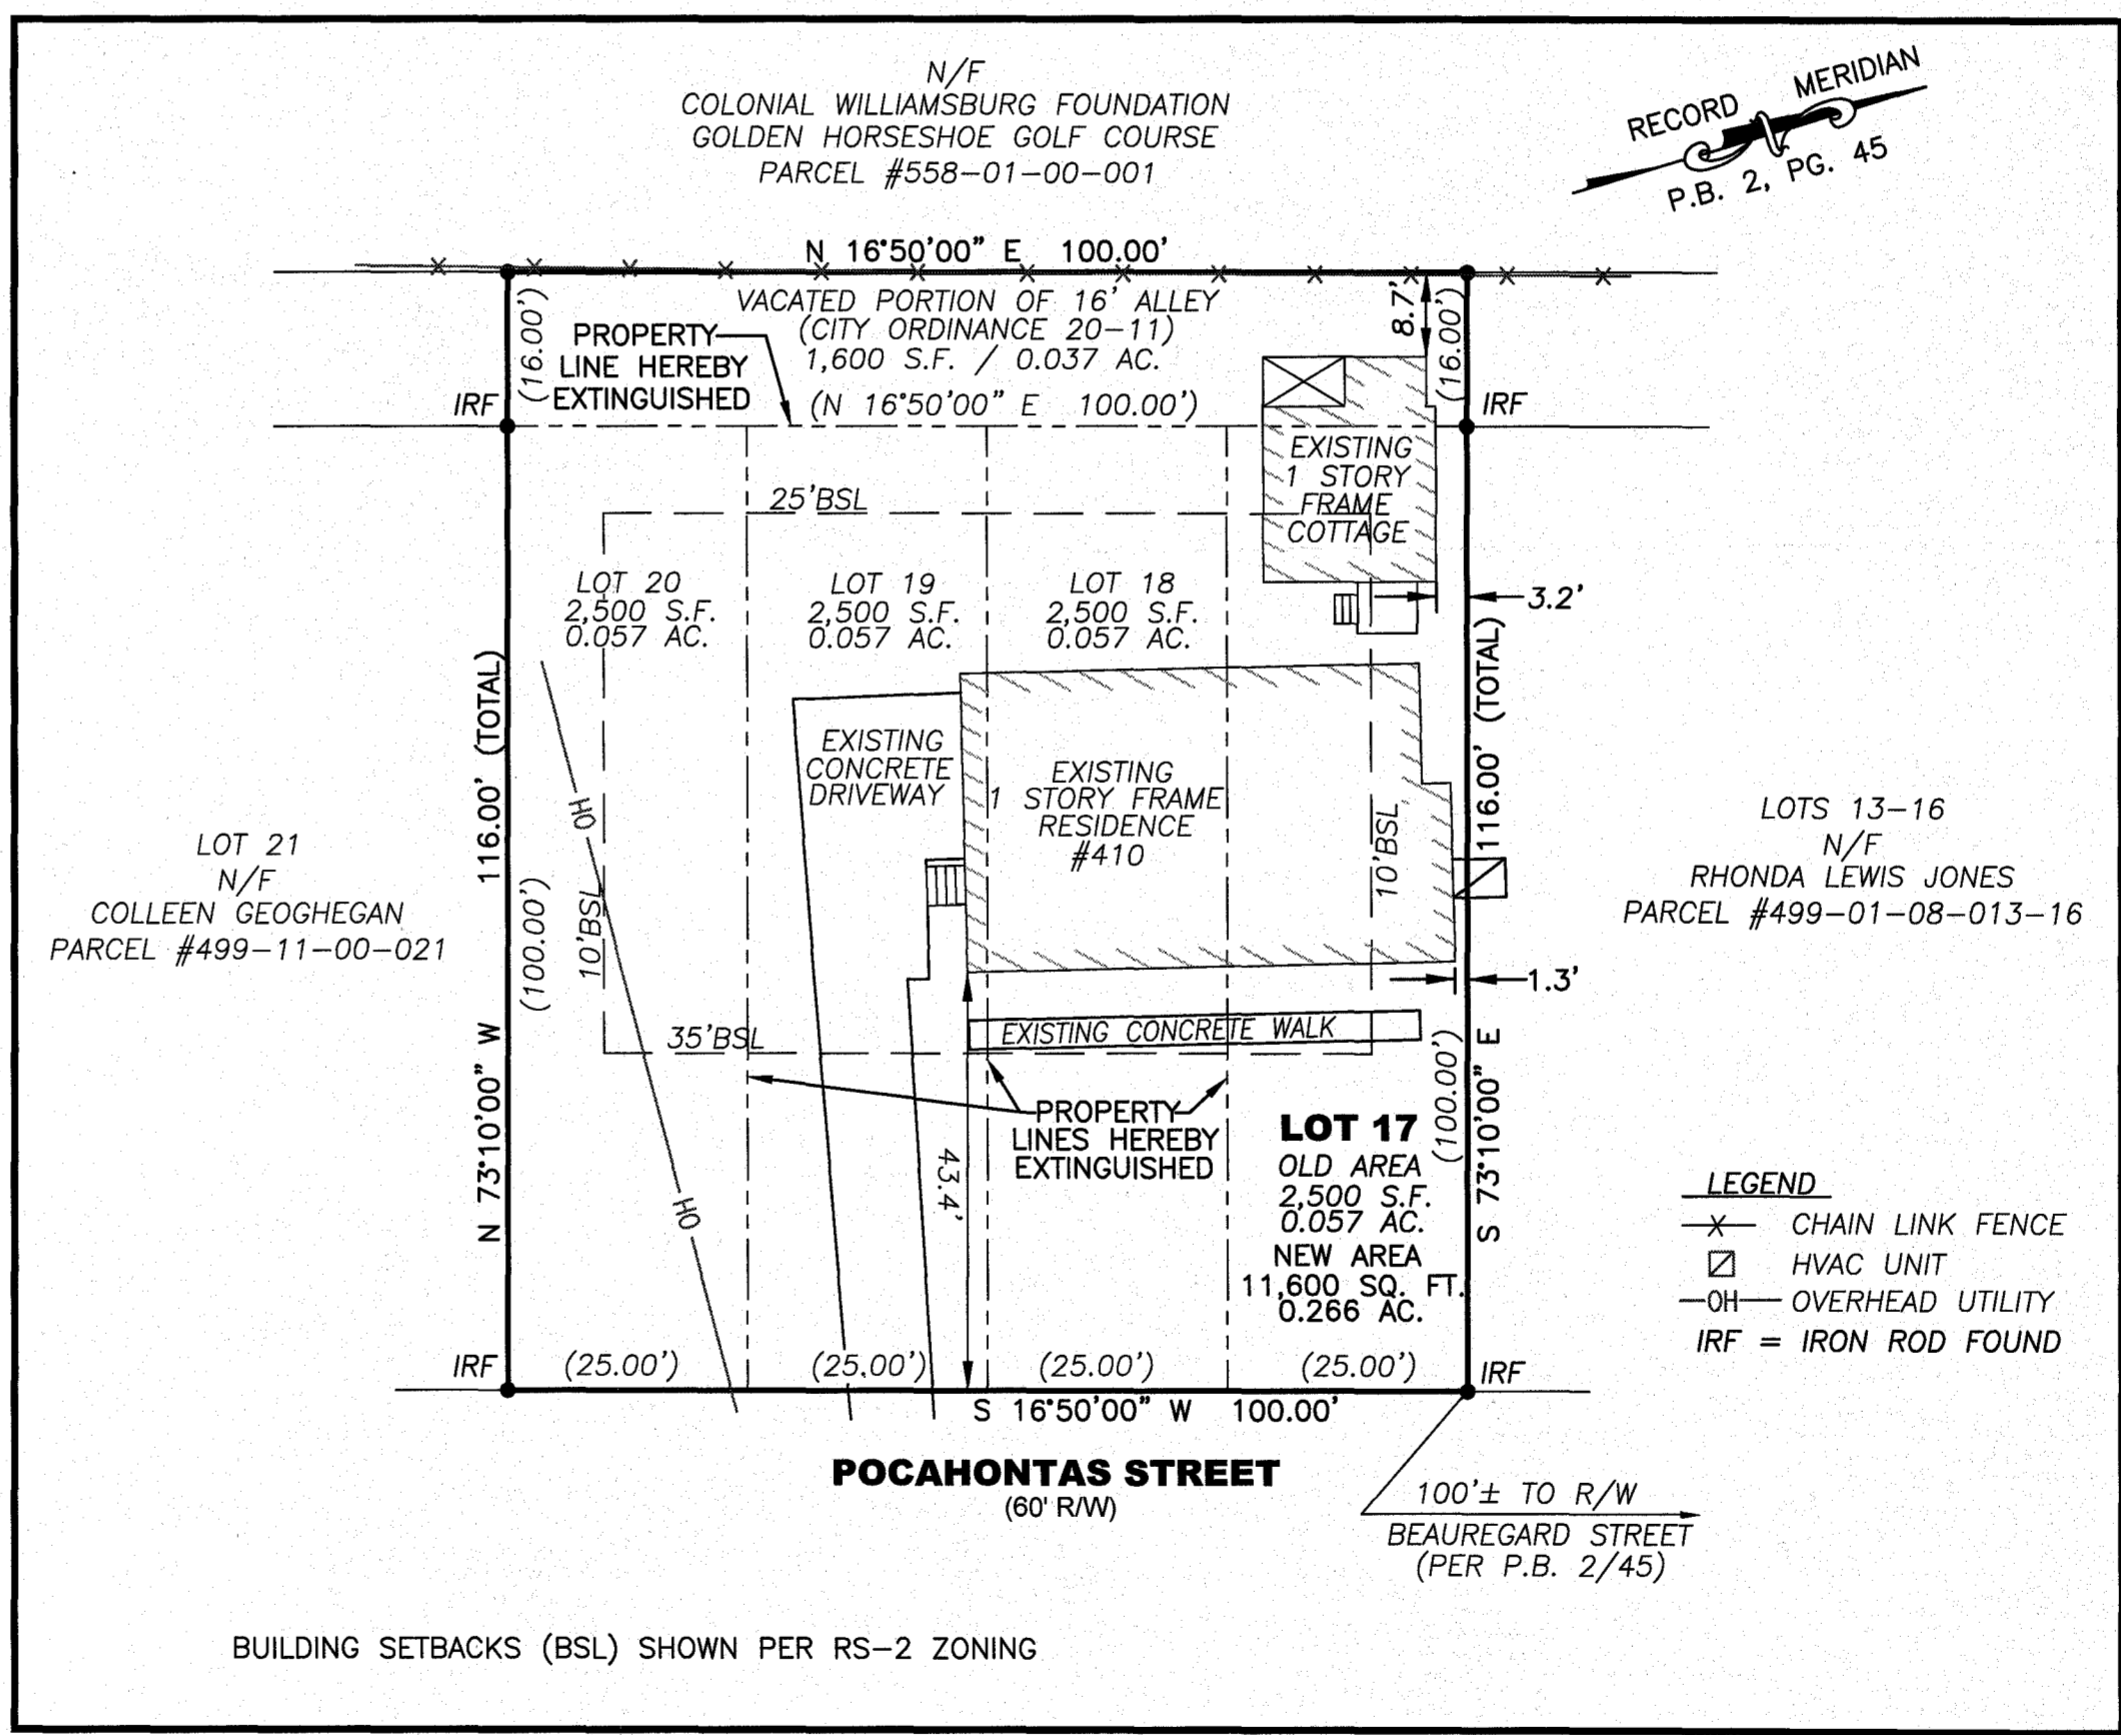 N/F
COLONIAL WILLIAMSBURG FOUNDATION
GOLDEN HORSESHOE GOLF COURSE
PARCEL #558-01-00-001
RECORD MERIDIAN
P.B. 2, PG. 45
N 16°50'00" E 100.00'
VACATED PORTION OF 16' ALLEY
(CITY ORDINANCE 20-11)
1,600 S.F. / 0.037 AC.
PROPERTY
LINE HEREBY
EXTINGUISHED
(N 16°50'00" E 100.00')
(16.00')
8.7'
(16.00')
IRF
IRF
EXISTING
1 STORY
FRAME
COTTAGE
25'BSL
LOT 20
2,500 S.F.
0.057 AC.
LOT 19
2,500 S.F.
0.057 AC.
LOT 18
2,500 S.F.
0.057 AC.
3.2'
N 73°10'00" W 116.00' (TOTAL)
(100.00')
10'BSL
OH
OH
EXISTING
CONCRETE
DRIVEWAY
EXISTING
1 STORY FRAME
RESIDENCE
#410
10'BSL
S 73°10'00" E 116.00' (TOTAL)
(100.00')
LOT 21
N/F
COLLEEN GEOGHEGAN
PARCEL #499-11-00-021
LOTS 13-16
N/F
RHONDA LEWIS JONES
PARCEL #499-01-08-013-16
1.3'
EXISTING CONCRETE WALK
35'BSL
PROPERTY
LINES HEREBY
EXTINGUISHED
43.4'
LOT 17
OLD AREA
2,500 S.F.
0.057 AC.
NEW AREA
11,600 SQ. FT.
0.266 AC.
LEGEND
X CHAIN LINK FENCE
HVAC UNIT
OH OVERHEAD UTILITY
IRF = IRON ROD FOUND
IRF
(25.00')
(25.00')
(25.00')
(25.00')
IRF
S 16°50'00" W 100.00'
POCAHONTAS STREET
(60' R/W)
100'± TO R/W
BEAUREGARD STREET
(PER P.B. 2/45)
BUILDING SETBACKS (BSL) SHOWN PER RS-2 ZONING